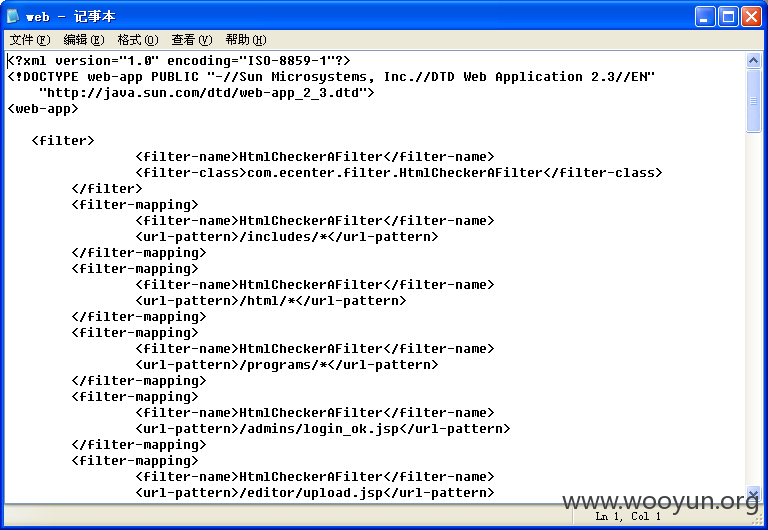 web - 记事本
文件(F) 编辑(E) 格式(O) 查看(V) 帮助(H)
<?xml version="1.0" encoding="ISO-8859-1"?>
<!DOCTYPE web-app PUBLIC "-//Sun Microsystems, Inc.//DTD Web Application 2.3//EN"
"http://java.sun.com/dtd/web-app_2_3.dtd">
<web-app>
<filter>
<filter-name>HtmlCheckerAFilter</filter-name>
<filter-class>com.ecenter.filter.HtmlCheckerAFilter</filter-class>
</filter>
<filter-mapping>
<filter-name>HtmlCheckerAFilter</filter-name>
<url-pattern>/includes/*</url-pattern>
</filter-mapping>
<filter-mapping>
<filter-name>HtmlCheckerAFilter</filter-name>
<url-pattern>/html/*</url-pattern>
</filter-mapping>
<filter-mapping>
<filter-name>HtmlCheckerAFilter</filter-name>
<url-pattern>/programs/*</url-pattern>
</filter-mapping>
<filter-mapping>
<filter-name>HtmlCheckerAFilter</filter-name>
<url-pattern>/admins/login_ok.jsp</url-pattern>
</filter-mapping>
<filter-mapping>
<filter-name>HtmlCheckerAFilter</filter-name>
<url-pattern>/editor/upload.jsp</url-pattern>
www.wooyun.org
Ln 1, Col 1